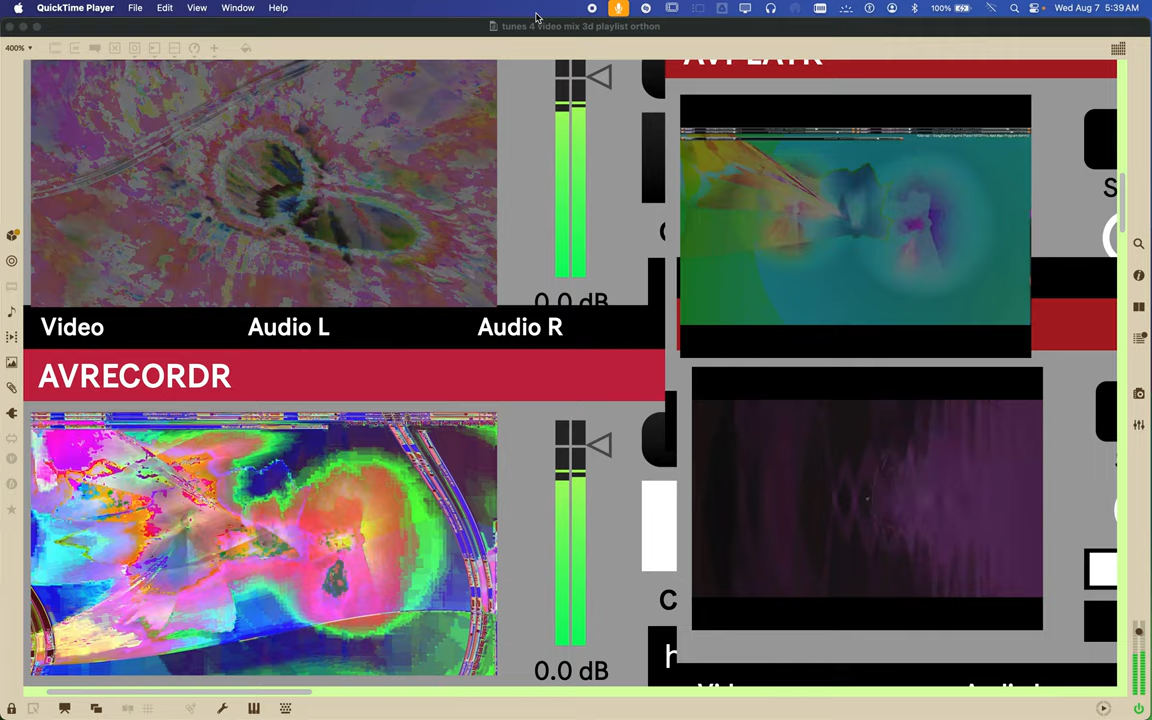 QuickTime Player File Edit View Window Help 100% Wed Aug 7 5:39 AM
tunes 4 video mix 3d playlist orthon
400%
AVPLAYR
S
0.0 dB
Video Audio L Audio R
AVRECORDR
C
h
0.0 dB